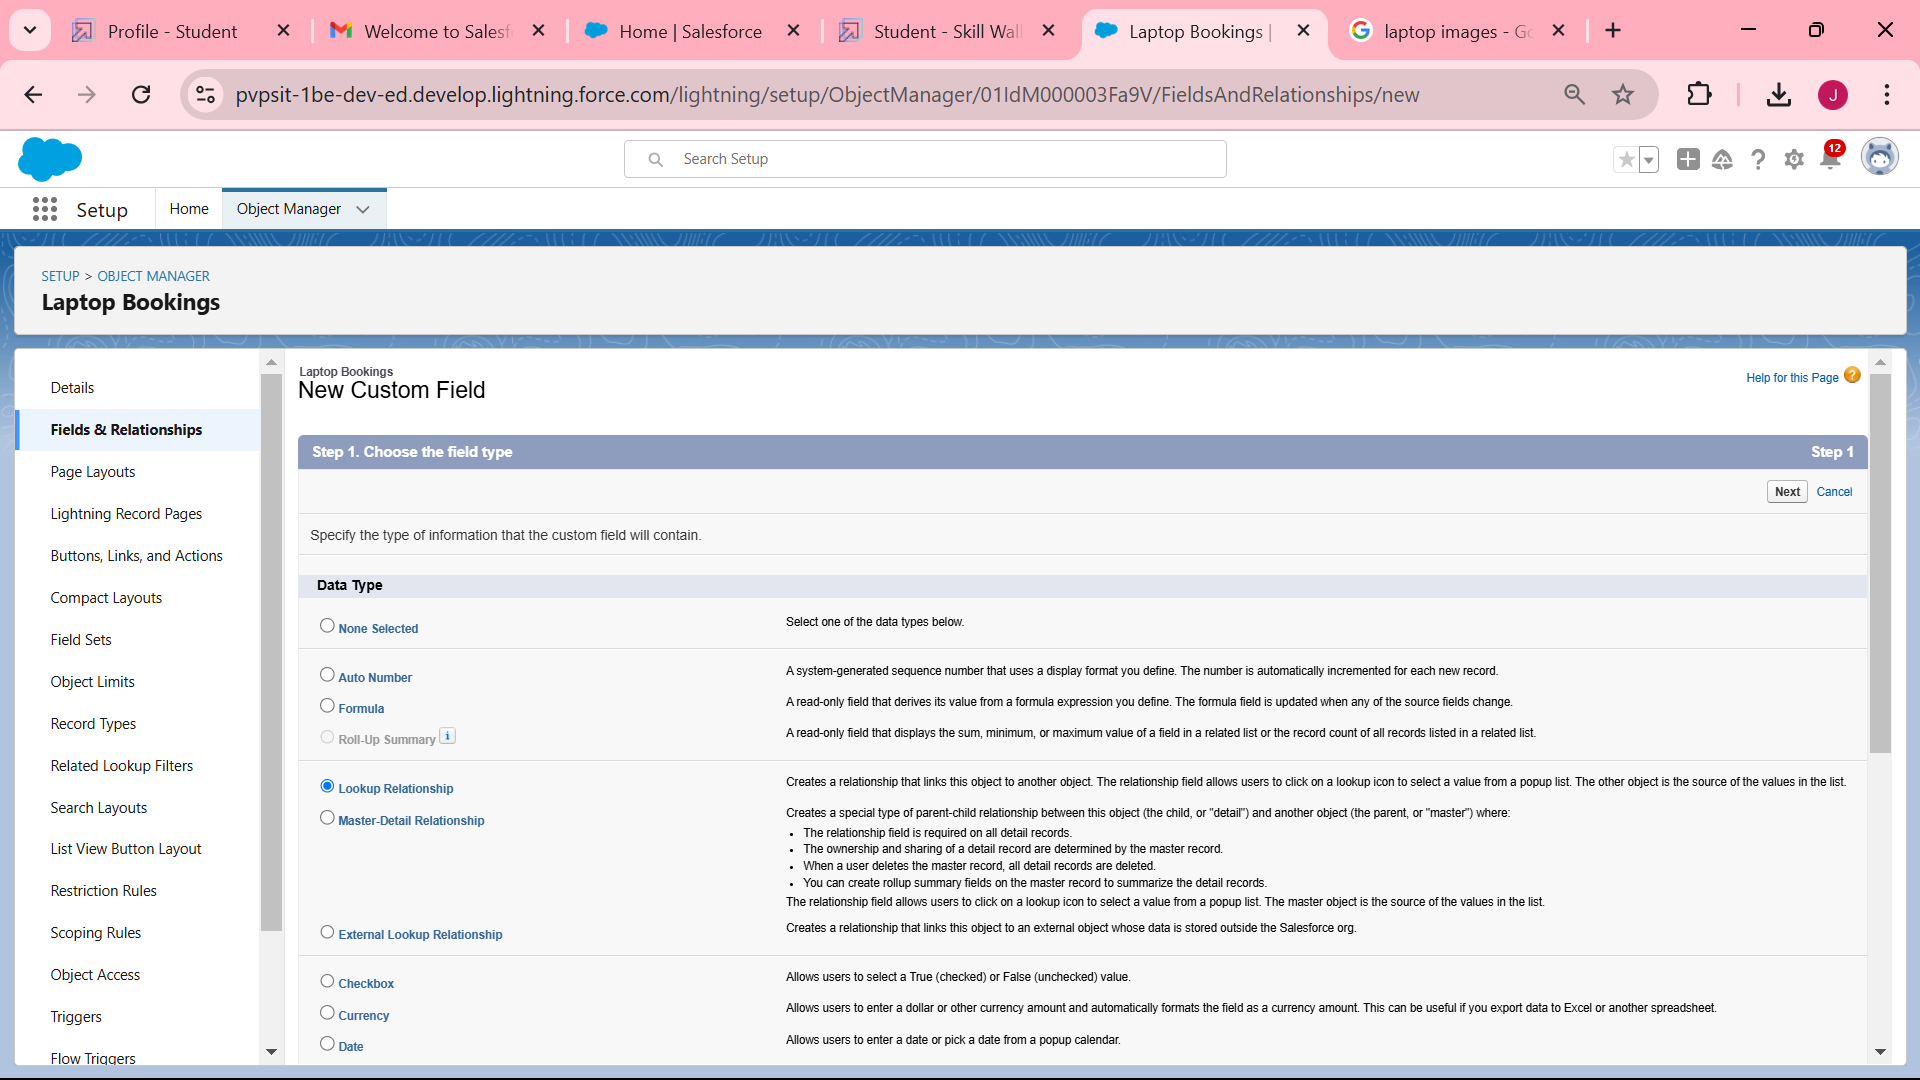 Profile - Student
Welcome to Salesf
Home | Salesforce
Student - Skill Wall
Laptop Bookings |
laptop images - Go
pvpsit-1be-dev-ed.develop.lightning.force.com/lightning/setup/ObjectManager/01IdM000003Fa9V/FieldsAndRelationships/new
J
Search Setup
12
Setup
Home
Object Manager
SETUP > OBJECT MANAGER
Laptop Bookings
Details
Fields & Relationships
Page Layouts
Lightning Record Pages
Buttons, Links, and Actions
Compact Layouts
Field Sets
Object Limits
Record Types
Related Lookup Filters
Search Layouts
List View Button Layout
Restriction Rules
Scoping Rules
Object Access
Triggers
Flow Triggers
Laptop Bookings
New Custom Field
Help for this Page ?
Step 1. Choose the field type
Step 1
Next Cancel
Specify the type of information that the custom field will contain.
Data Type
None Selected
Select one of the data types below.
Auto Number
A system-generated sequence number that uses a display format you define. The number is automatically incremented for each new record.
Formula
A read-only field that derives its value from a formula expression you define. The formula field is updated when any of the source fields change.
Roll-Up Summary i
A read-only field that displays the sum, minimum, or maximum value of a field in a related list or the record count of all records listed in a related list.
Lookup Relationship
Creates a relationship that links this object to another object. The relationship field allows users to click on a lookup icon to select a value from a popup list. The other object is the source of the values in the list.
Master-Detail Relationship
Creates a special type of parent-child relationship between this object (the child, or "detail") and another object (the parent, or "master") where:
• The relationship field is required on all detail records.
• The ownership and sharing of a detail record are determined by the master record.
• When a user deletes the master record, all detail records are deleted.
• You can create rollup summary fields on the master record to summarize the detail records.
The relationship field allows users to click on a lookup icon to select a value from a popup list. The master object is the source of the values in the list.
External Lookup Relationship
Creates a relationship that links this object to an external object whose data is stored outside the Salesforce org.
Checkbox
Allows users to select a True (checked) or False (unchecked) value.
Currency
Allows users to enter a dollar or other currency amount and automatically formats the field as a currency amount. This can be useful if you export data to Excel or another spreadsheet.
Date
Allows users to enter a date or pick a date from a popup calendar.